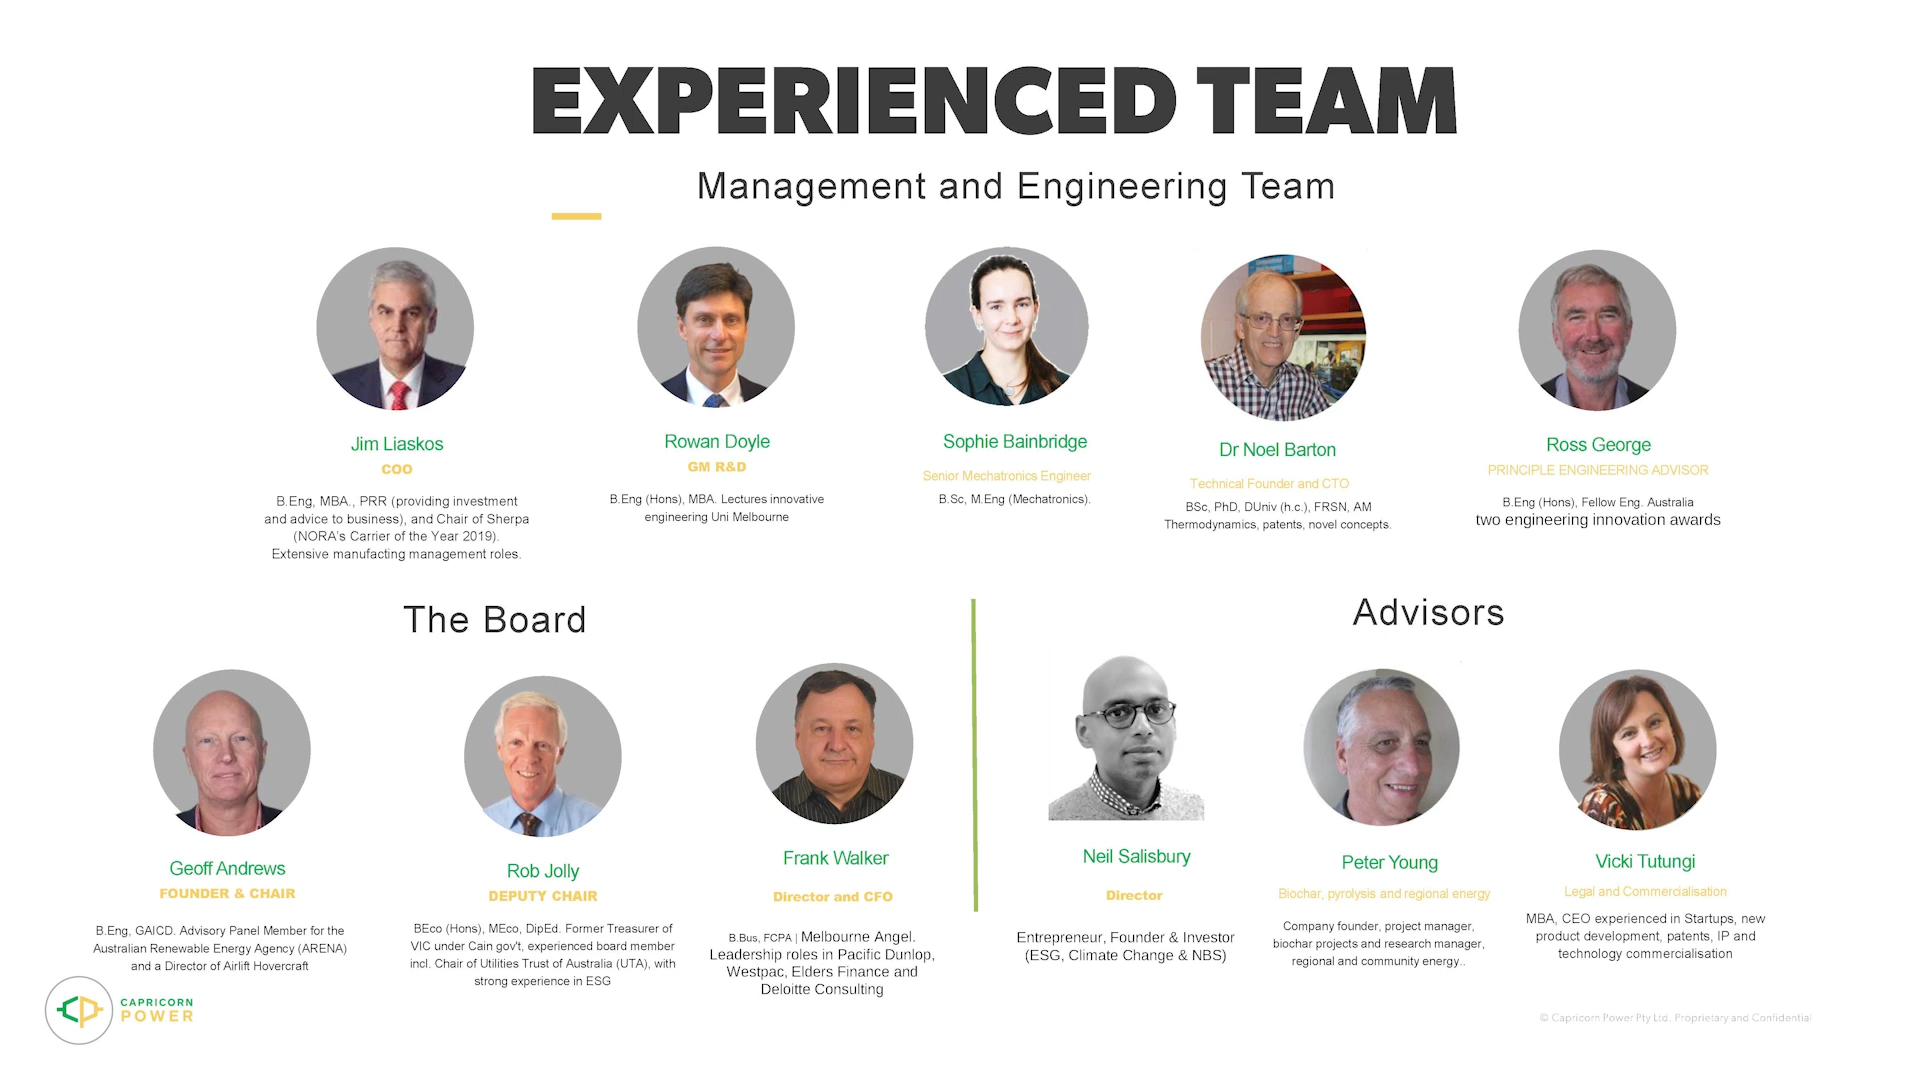 EXPERIENCED TEAM
Management and Engineering Team
Jim Liaskos
COO
B.Eng, MBA., PRR (providing investment
and advice to business), and Chair of Sherpa
(NORA's Carrier of the Year 2019).
Extensive manufacting management roles.
Rowan Doyle
GM R&D
B.Eng (Hons), MBA. Lectures innovative
engineering Uni Melbourne
Sophie Bainbridge
Senior Mechatronics Engineer
B.Sc, M.Eng (Mechatronics).
Dr Noel Barton
Technical Founder and CTO
BSc, PhD, DUniv (h.c.), FRSN, AM
Thermodynamics, patents, novel concepts.
Ross George
PRINCIPLE ENGINEERING ADVISOR
B.Eng (Hons), Fellow Eng. Australia
two engineering innovation awards
The Board
Geoff Andrews
FOUNDER & CHAIR
B.Eng, GAICD. Advisory Panel Member for the
Australian Renewable Energy Agency (ARENA)
and a Director of Airlift Hovercraft
Rob Jolly
DEPUTY CHAIR
BEco (Hons), MEco, DipEd. Former Treasurer of
VIC under Cain gov't, experienced board member
incl. Chair of Utilities Trust of Australia (UTA), with
strong experience in ESG
Frank Walker
Director and CFO
B.Bus, FCPA | Melbourne Angel.
Leadership roles in Pacific Dunlop,
Westpac, Elders Finance and
Deloitte Consulting
Advisors
Neil Salisbury
Director
Entrepreneur, Founder & Investor
(ESG, Climate Change & NBS)
Peter Young
Biochar, pyrolysis and regional energy
Company founder, project manager,
biochar projects and research manager,
regional and community energy..
Vicki Tutungi
Legal and Commercialisation
MBA, CEO experienced in Startups, new
product development, patents, IP and
technology commercialisation
CAPRICORN
POWER
© Capricorn Power Pty Ltd. Proprietary and Confidential